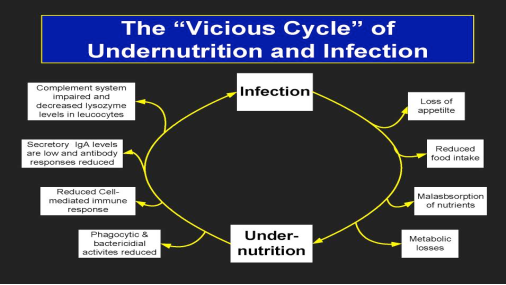 The “Vicious Cycle” of
Undernutrition and Infection
Complement system
impaired and
decreased lysozyme
levels in leucocytes
Infection
Loss of
appetilte
Secretory IgA levels
are low and antibody
responses reduced
Reduced
food intake
Reduced Cell-
mediated immune
response
Malasbsorption
of nutrients
Phagocytic &
bactericidial
activites reduced
Under-
nutrition
Metabolic
losses